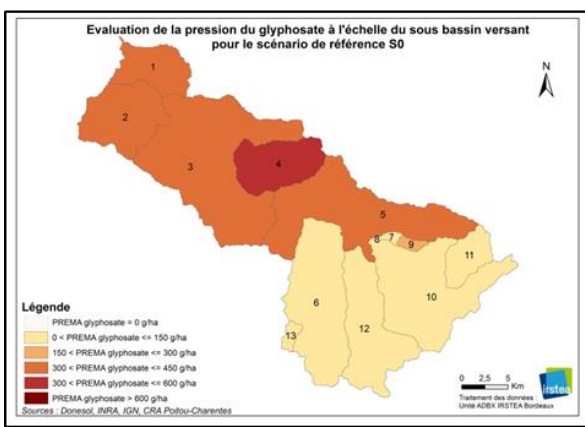 Evaluation de la pression du glyphosate à l'échelle du sous bassin versant
pour le scénario de référence S0
N
1
2
3
4
5
8
7
9
11
6
10
12
13
Légende
PREMA glyphosate = 0 g/ha
0 < PREMA glyphosate <= 150 g/ha
150 < PREMA glyphosate <= 300 g/ha
300 < PREMA glyphosate <= 450 g/ha
300 < PREMA glyphosate <= 600 g/ha
PREMA glyphosate > 600 g/ha
Sources : Donesol, INRA, IGN, CRA Poitou-Charentes
0 2,5 5
Km
irstea
Traitement des données :
Unité ADBX IRSTEA Bordeaux